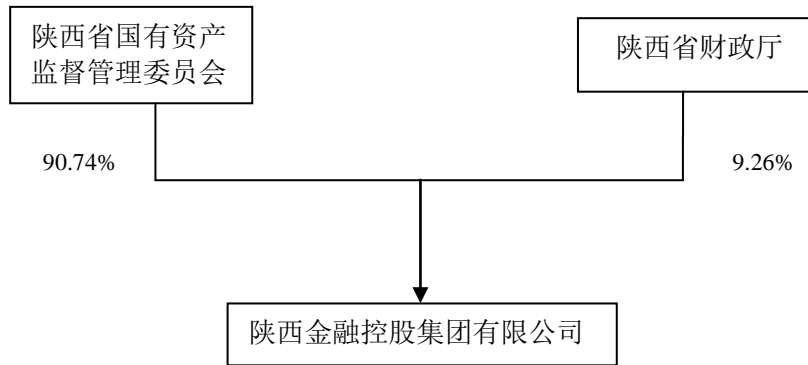 陕西省国有资产
监督管理委员会
陕西省财政厅
90.74%
9.26%
陕西金融控股集团有限公司